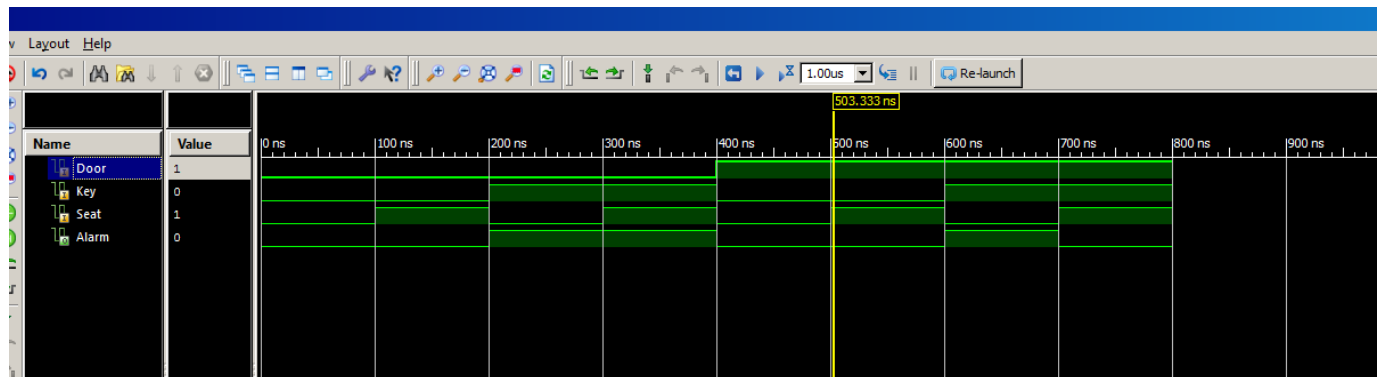 v Layout Help
1.00us Re-launch
503.333 ns
Name Value 0 ns 100 ns 200 ns 300 ns 400 ns 500 ns 600 ns 700 ns 800 ns 900 ns
Door 1
Key 0
Seat 1
Alarm 0